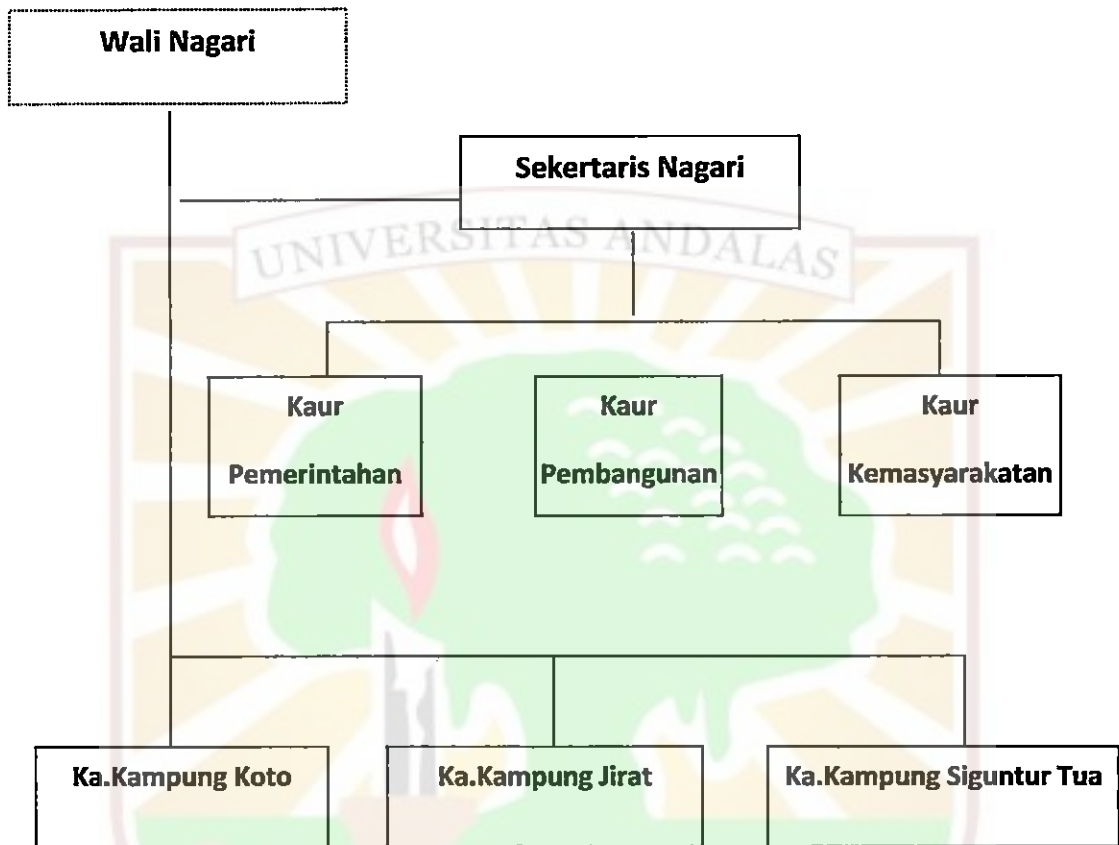 Wali Nagari
Sekertaris Nagari
UNIVERSITAS ANDALAS
Kaur
Pemerintahan
Kaur
Pembangunan
Kaur
Kemasyarakatan
Ka.Kampung Koto
Ka.Kampung Jirat
Ka.Kampung Siguntur Tua